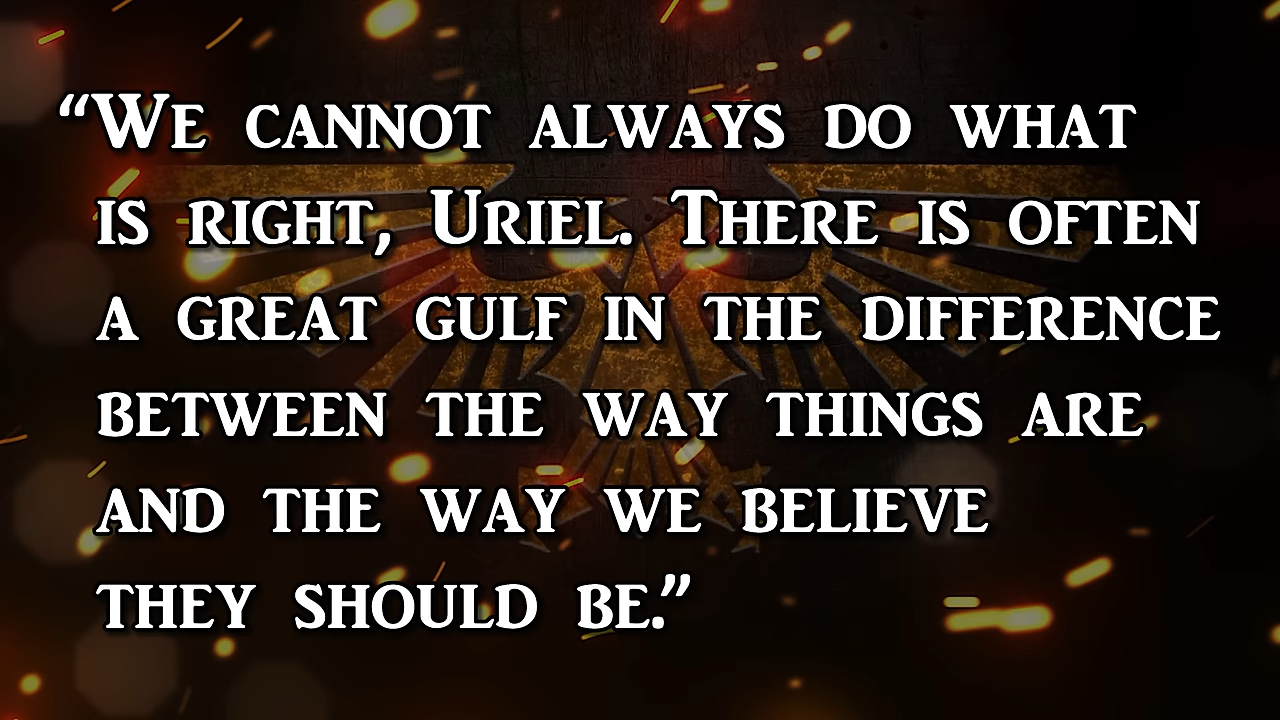 “We cannot always do what
is right, Uriel. There is often
a great gulf in the difference
between the way things are
and the way we believe
they should be.”